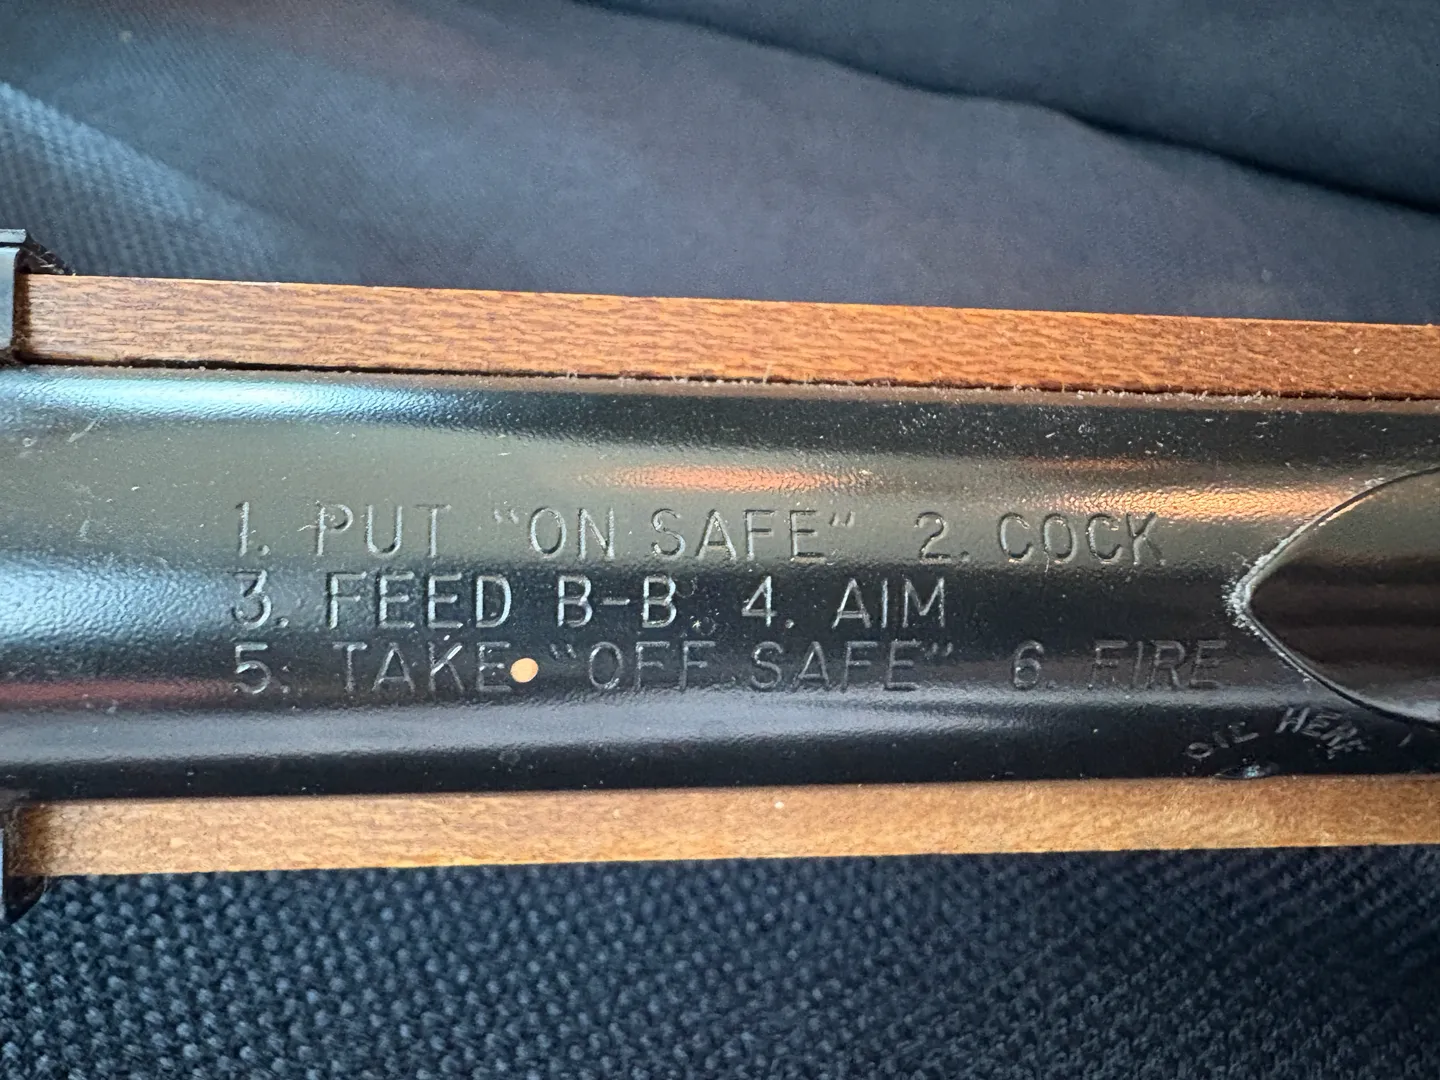 1. PUT "ON SAFE" 2. COCK
3. FEED B-B. 4. AIM
5. TAKE "OFF SAFE" 6. FIRE
OIL HERE